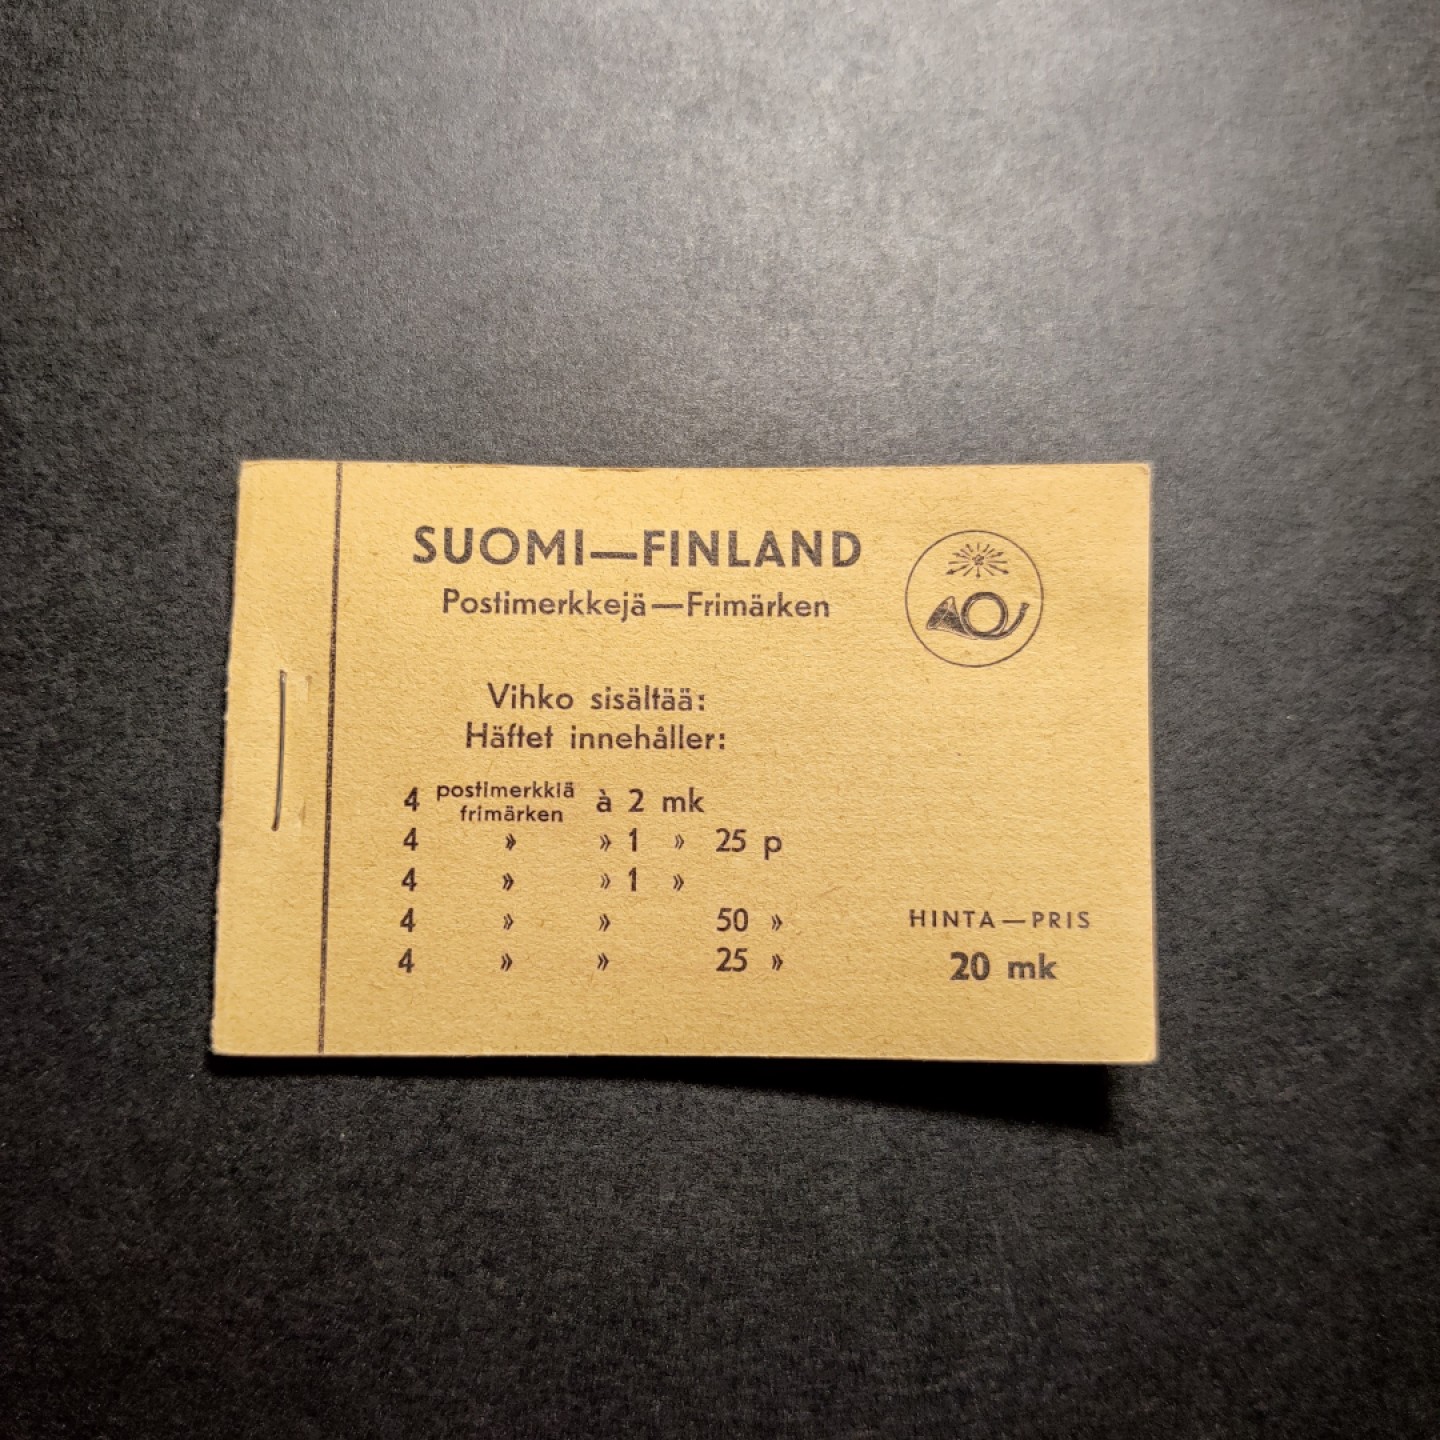 SUOMI—FINLAND
Postimerkkejä—Frimärken
Vihko sisältää:
Häftet innehåller:
4 postimerkkiä frimärken à 2 mk
4 » » 1 » 25 p
4 » » 1 »
4 » » 50 »
4 » » 25 »
HINTA—PRIS
20 mk